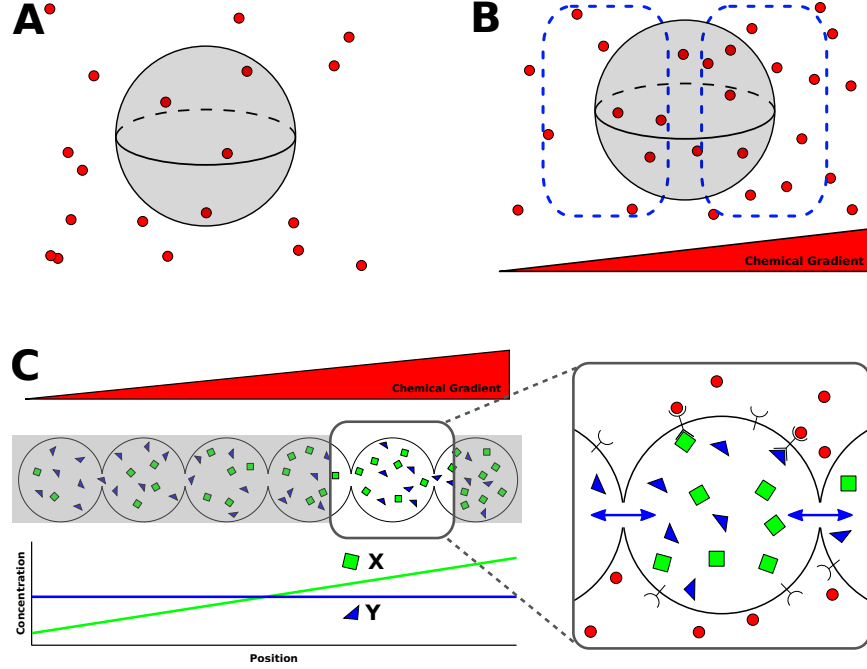 A
B
Chemical Gradient
C
Chemical Gradient
X
Y
Concentration
Position